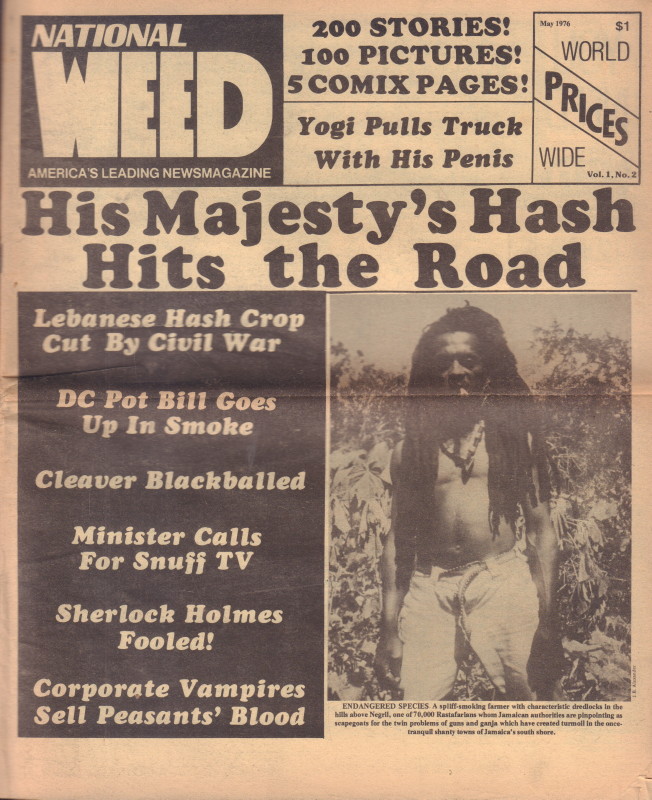 NATIONAL
WEED
AMERICA'S LEADING NEWSMAGAZINE
200 STORIES!
100 PICTURES!
5 COMIX PAGES!
Yogi Pulls Truck
With His Penis
May 1976
$1
WORLD
PRICES
WIDE
Vol. 1, No. 2
His Majesty's Hash
Hits the Road
Lebanese Hash Crop
Cut By Civil War
DC Pot Bill Goes
Up In Smoke
Cleaver Blackballed
Minister Calls
For Snuff TV
Sherlock Holmes
Fooled!
Corporate Vampires
Sell Peasants' Blood
ENDANGERED SPECIES A spliff-smoking farmer with characteristic dredlocks in the
hills above Negril, one of 70,000 Rastafarians whom Jamaican authorities are pinpointing as
scapegoats for the twin problems of guns and ganja which have created turmoil in the once-
tranquil shanty towns of Jamaica's south shore.